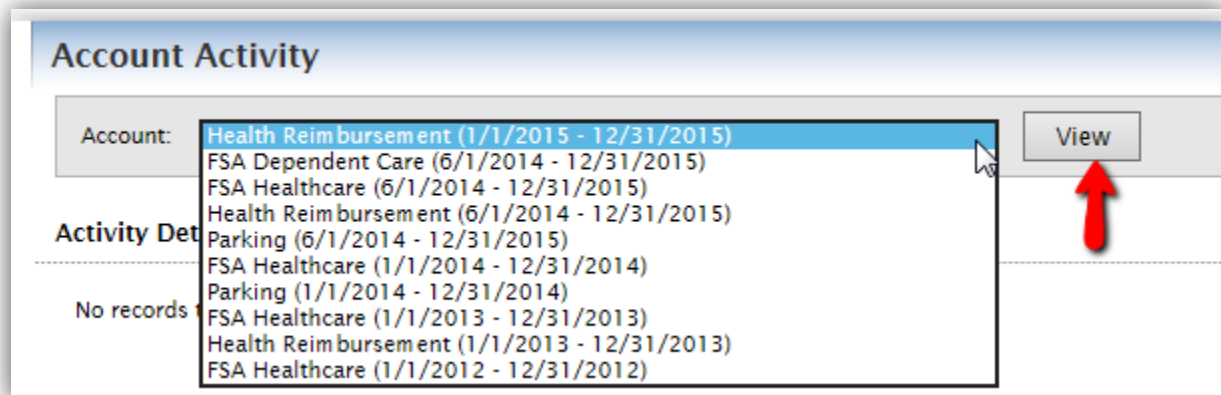 Account Activity
Account:
Health Reimbursement (1/1/2015 - 12/31/2015)
View
FSA Dependent Care (6/1/2014 - 12/31/2015)
FSA Healthcare (6/1/2014 - 12/31/2015)
Health Reimbursement (6/1/2014 - 12/31/2015)
Activity Det
Parking (6/1/2014 - 12/31/2015)
FSA Healthcare (1/1/2014 - 12/31/2014)
Parking (1/1/2014 - 12/31/2014)
No records
FSA Healthcare (1/1/2013 - 12/31/2013)
Health Reimbursement (1/1/2013 - 12/31/2013)
FSA Healthcare (1/1/2012 - 12/31/2012)